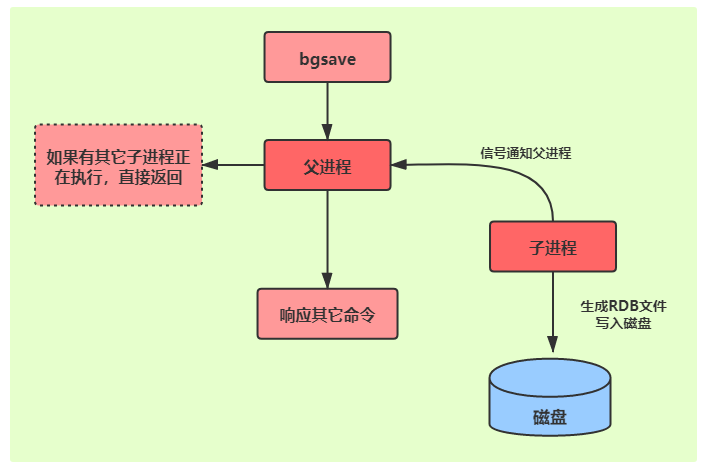 bgsave
如果有其它子进程正
在执行，直接返回
父进程
信号通知父进程
子进程
响应其它命令
生成RDB文件
写入磁盘
磁盘